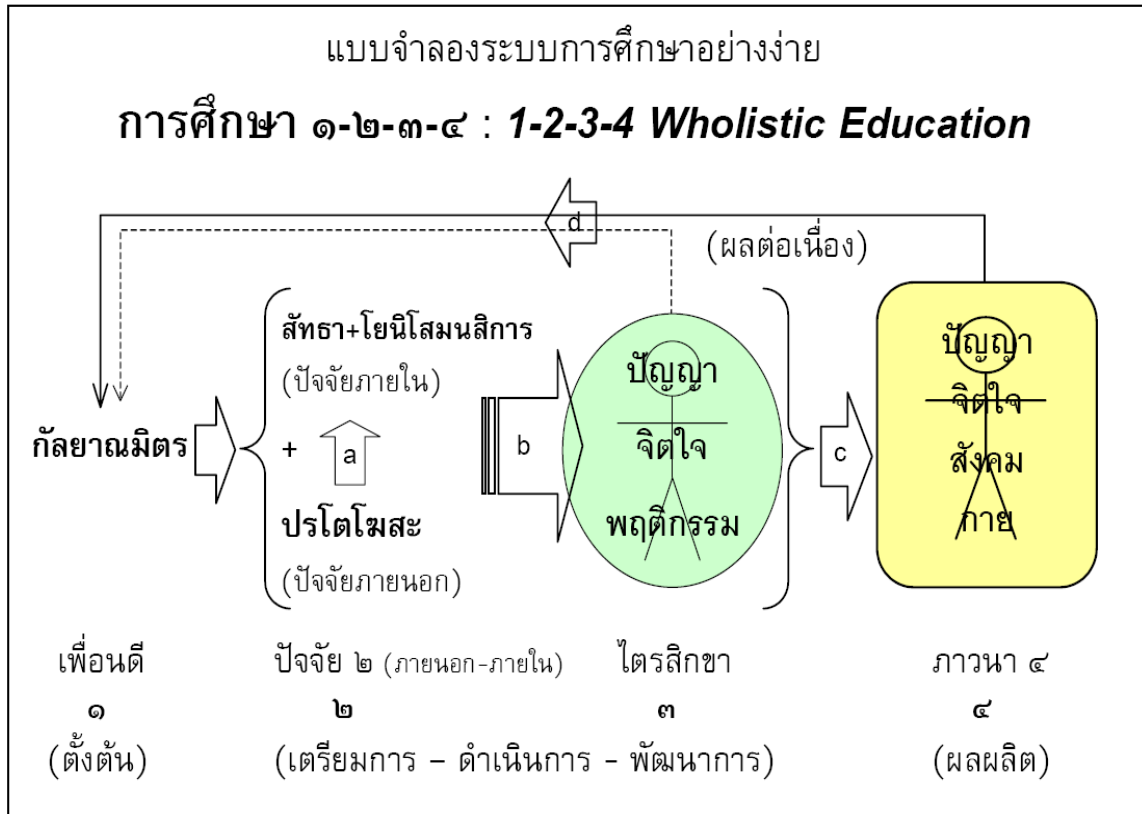 แบบจำลองระบบการศึกษาอย่างง่าย
การศึกษา ๑-๒-๓-๔ : 1-2-3-4 Wholistic Education
d
(ผลต่อเนื่อง)
กัลยาณมิตร
สัทธา+โยนิโสมนสิการ
(ปัจจัยภายใน)
+
a
ปรโตโฆสะ
(ปัจจัยภายนอก)
b
ปัญญา
จิตใจ
พฤติกรรม
c
ปัญญา
จิตใจ
สังคม
กาย
เพื่อนดี
๑
(ตั้งต้น)
ปัจจัย ๒ (ภายนอก-ภายใน)
๒
ไตรสิกขา
๓
(เตรียมการ – ดำเนินการ - พัฒนาการ)
ภาวนา ๔
๔
(ผลผลิต)